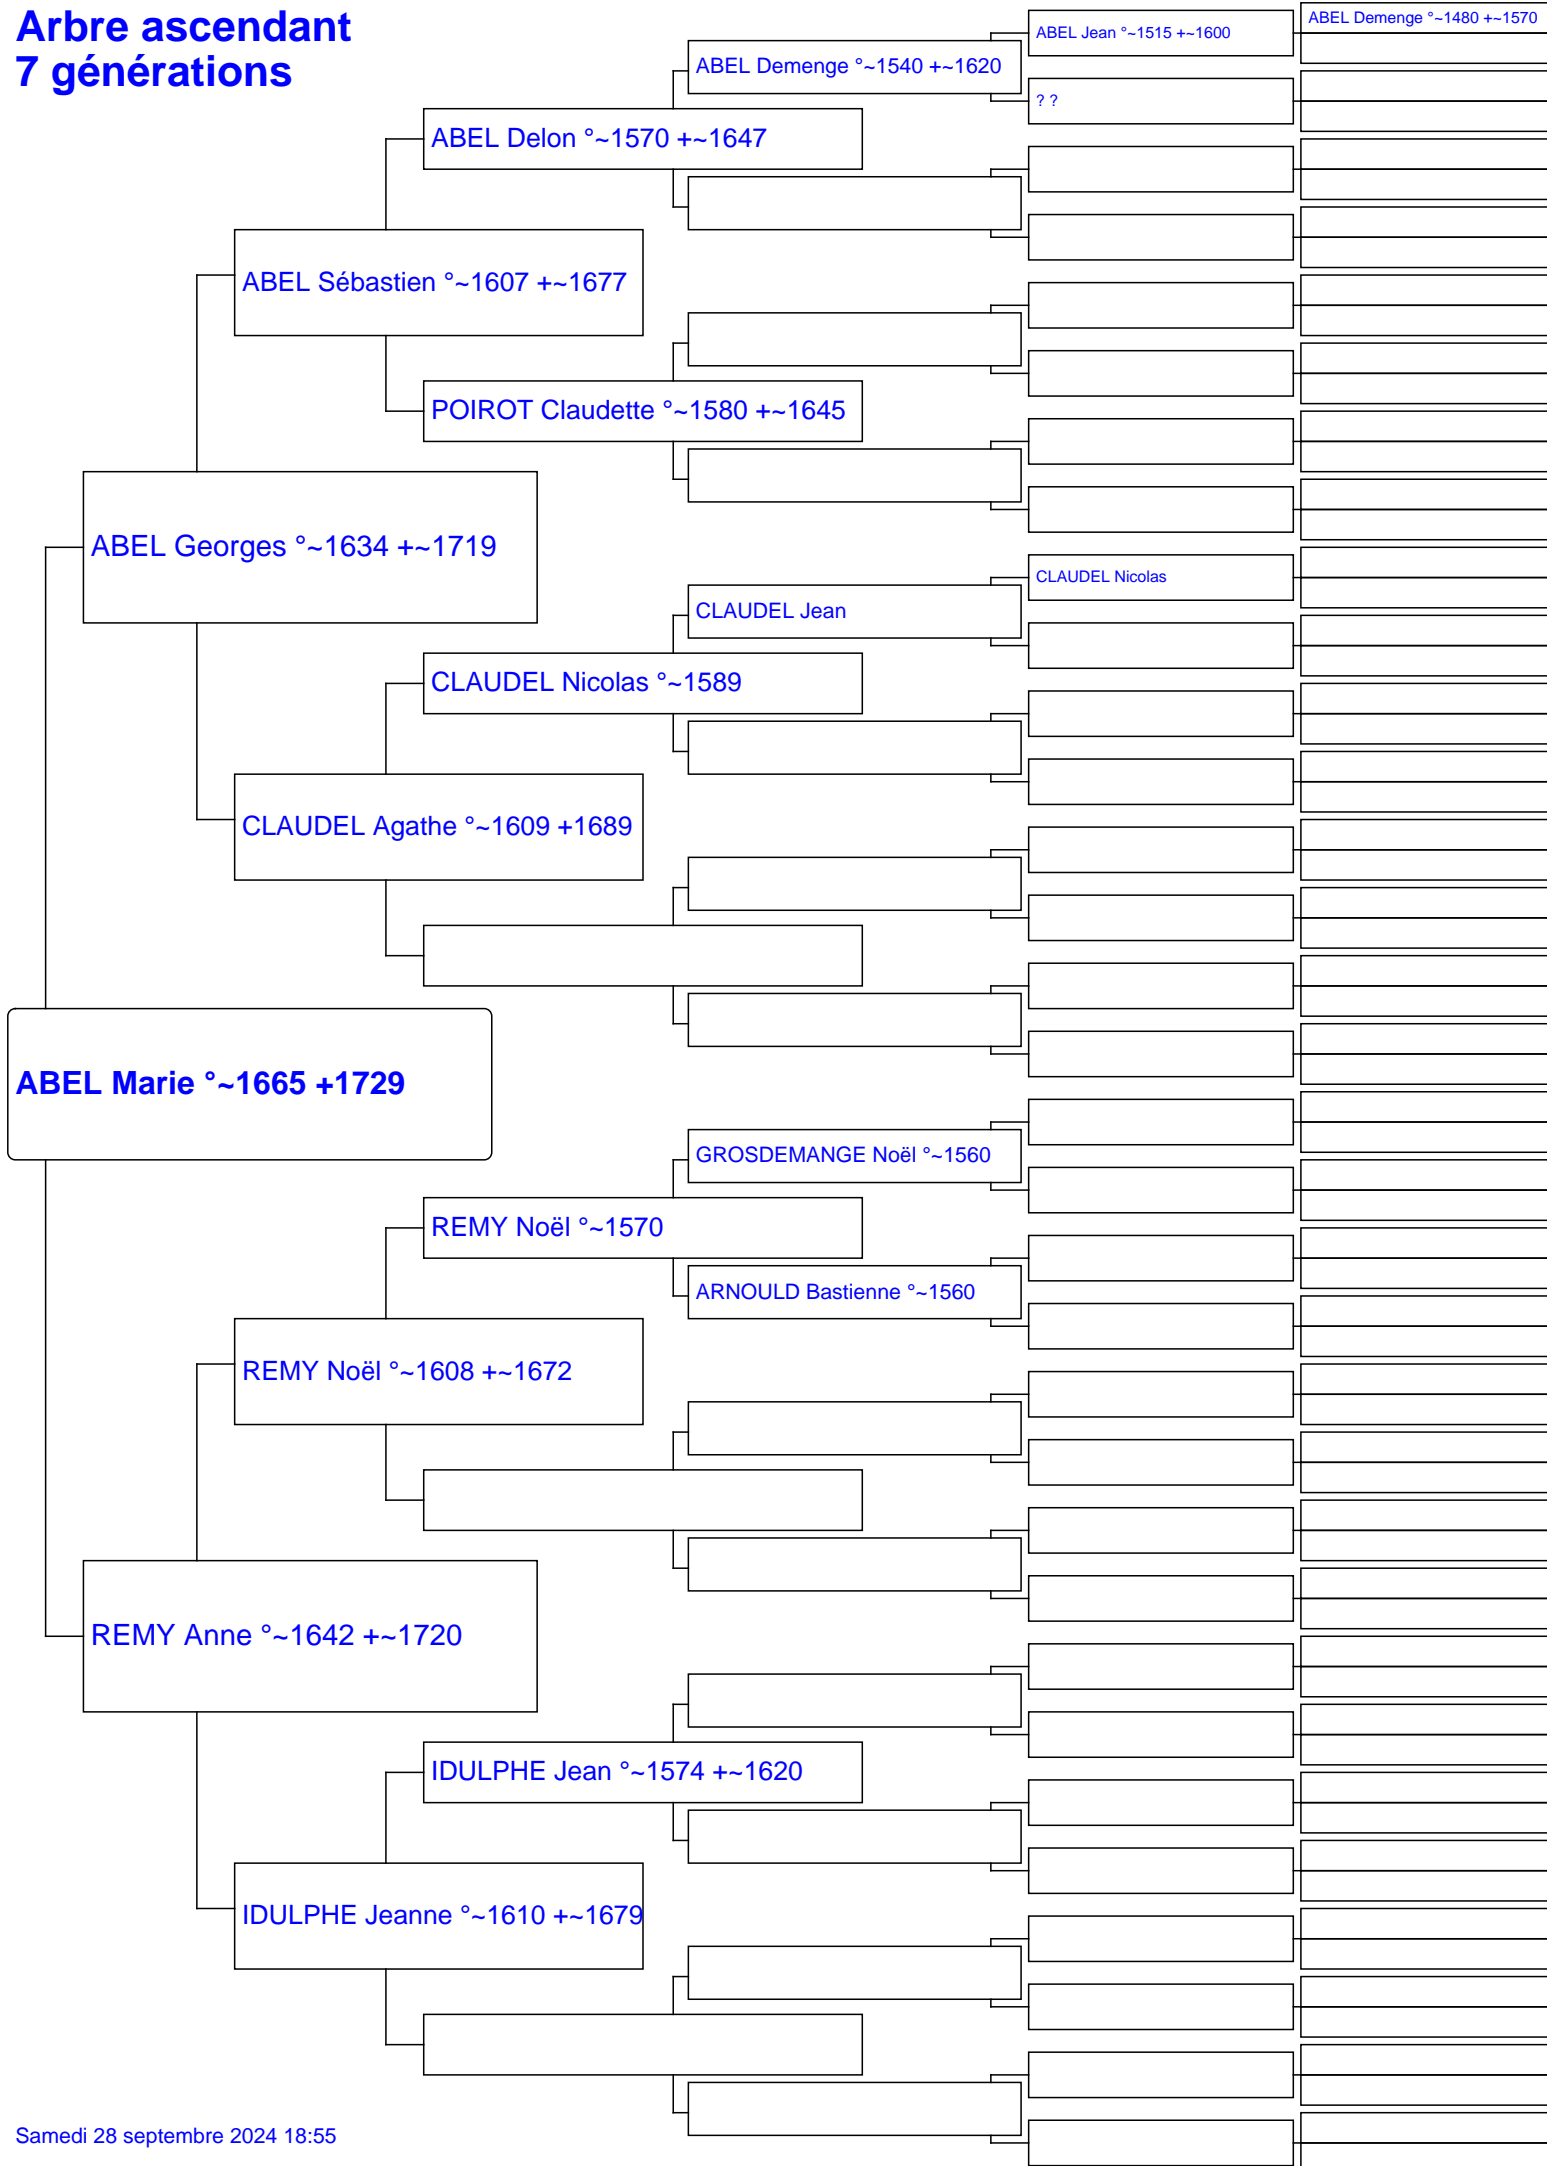 Arbre ascendant
7 générations
ABEL Demenge °~1480 +~1570
ABEL Jean °~1515 +~1600
ABEL Demenge °~1540 +~1620
? ?
ABEL Delon °~1570 +~1647
ABEL Sébastien °~1607 +~1677
POIROT Claudette °~1580 +~1645
ABEL Georges °~1634 +~1719
CLAUDEL Nicolas
CLAUDEL Jean
CLAUDEL Nicolas °~1589
CLAUDEL Agathe °~1609 +1689
ABEL Marie °~1665 +1729
GROSDEMANGE Noël °~1560
REMY Noël °~1570
ARNOULD Bastienne °~1560
REMY Noël °~1608 +~1672
REMY Anne °~1642 +~1720
IDULPHE Jean °~1574 +~1620
IDULPHE Jeanne °~1610 +~1679
Samedi 28 septembre 2024 18:55